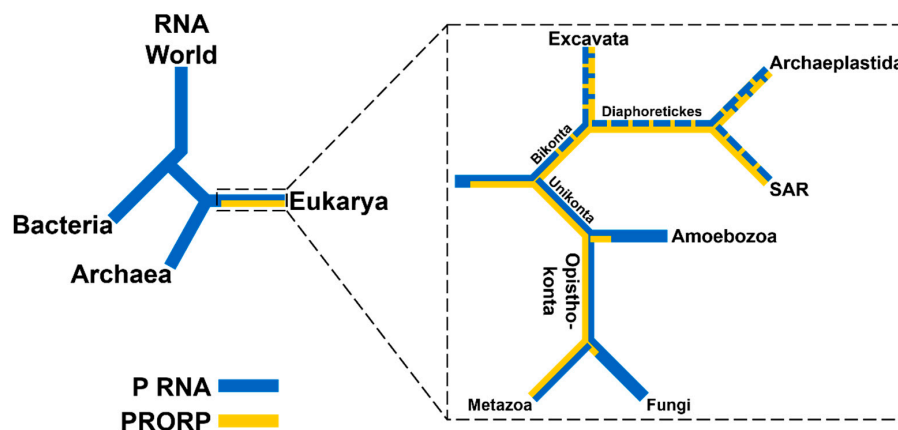 RNA
World
Bacteria
Archaea
Eukarya
P RNA
PRORP
Excavata
Archaeplastida
Diaphoretickes
Bikonta
SAR
Unikonta
Amoebozoa
Opistho-
konta
Metazoa
Fungi